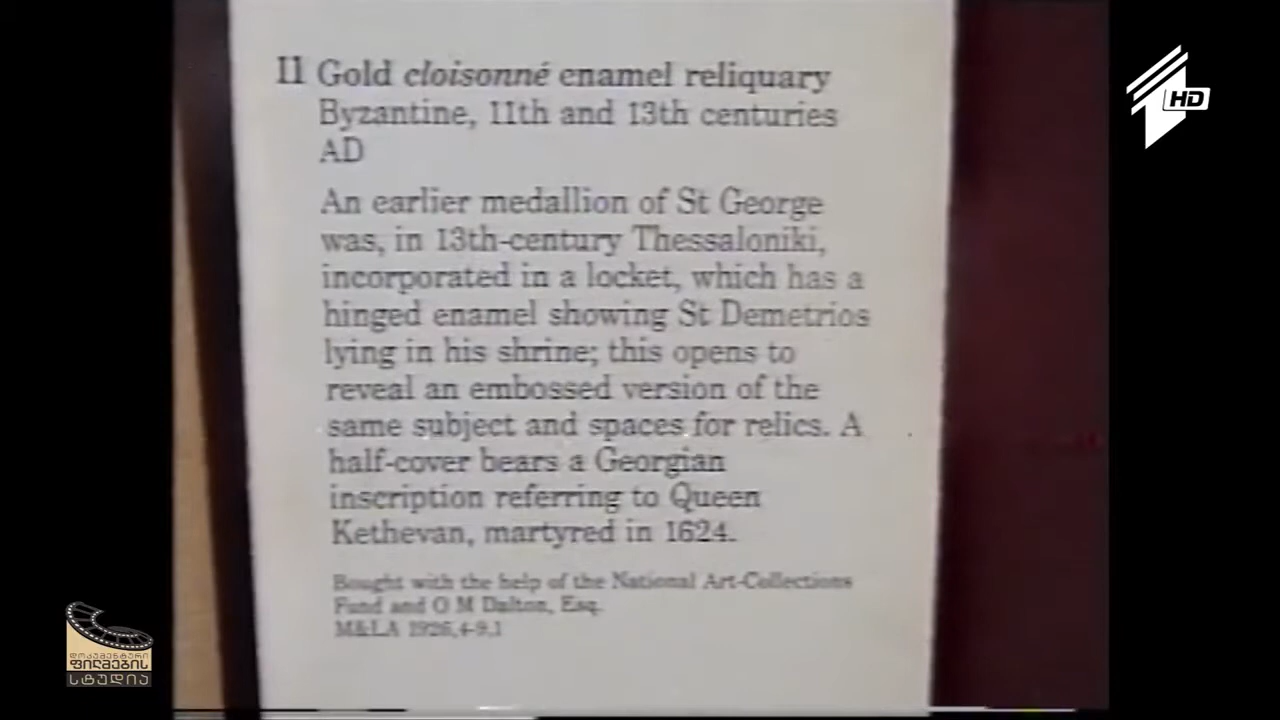 11 Gold cloisonné enamel reliquary
Byzantine, 11th and 13th centuries
AD
An earlier medallion of St George
was, in 13th-century Thessaloniki,
incorporated in a locket, which has a
hinged enamel showing St Demetrios
lying in his shrine; this opens to
reveal an embossed version of the
same subject and spaces for relics. A
half-cover bears a Georgian
inscription referring to Queen
Kethevan, martyred in 1624.
Bought with the help of the National Art-Collections
Fund and O M Dalton, Esq.
M&LA 1926,4-9,1
HD
დოკუმენტური
ფილმების
სტუდია